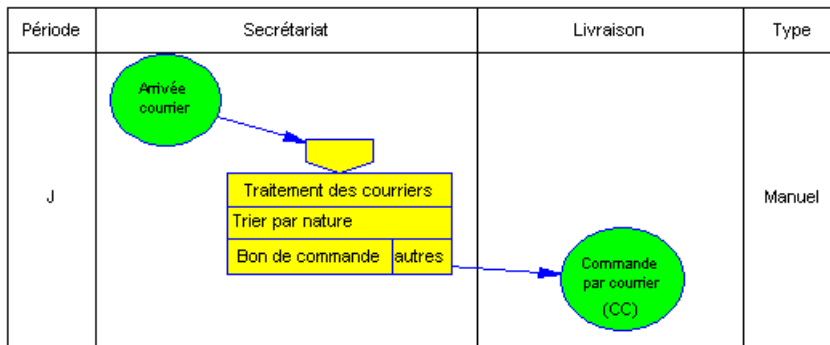 Période Secrétariat Livraison Type
Arrivée
courrier
Traitement des courriers
J Manuel
Trier par nature
Bon de commande autres
Commande
par courrier
(CC)